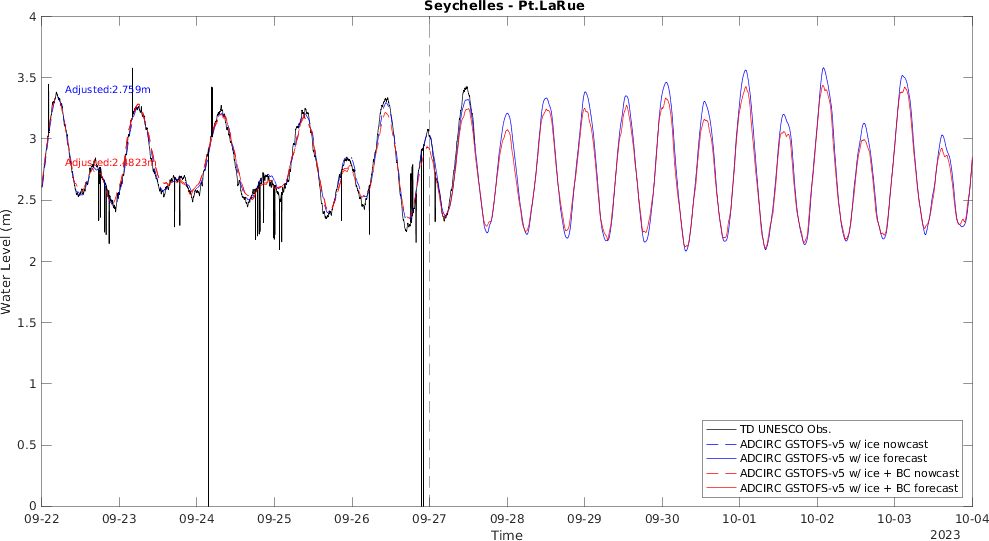 Seychelles - Pt.LaRue
4
3.5
3
2.5
2
1.5
1
0.5
0
Water Level (m)
Adjusted:2.759m
Adjusted:2.4823m
TD UNESCO Obs.
ADCIRC GSTOFS-v5 w/ ice nowcast
ADCIRC GSTOFS-v5 w/ ice forecast
ADCIRC GSTOFS-v5 w/ ice + BC nowcast
ADCIRC GSTOFS-v5 w/ ice + BC forecast
09-22 09-23 09-24 09-25 09-26 09-27 09-28 09-29 09-30 10-01 10-02 10-03 10-04
Time
2023